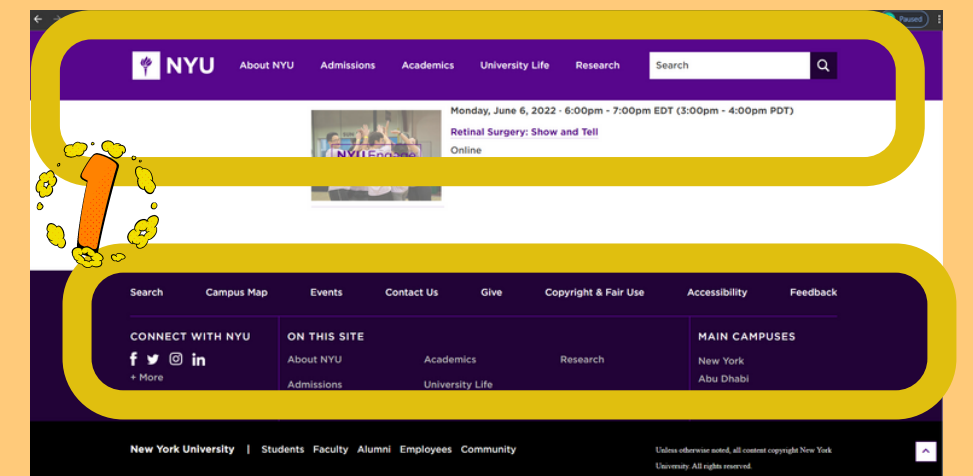 Paused
NYU About NYU Admissions Academics University Life Research Search
Monday, June 6, 2022 · 6:00pm - 7:00pm EDT (3:00pm - 4:00pm PDT)
Retinal Surgery: Show and Tell
Online
NYU Engage
1
Search Campus Map Events Contact Us Give Copyright & Fair Use Accessibility Feedback
CONNECT WITH NYU ON THIS SITE MAIN CAMPUSES
About NYU Academics Research New York
+ More Abu Dhabi
Admissions University Life
New York University | Students Faculty Alumni Employees Community
Unless otherwise noted, all content copyright New York
University. All rights reserved.